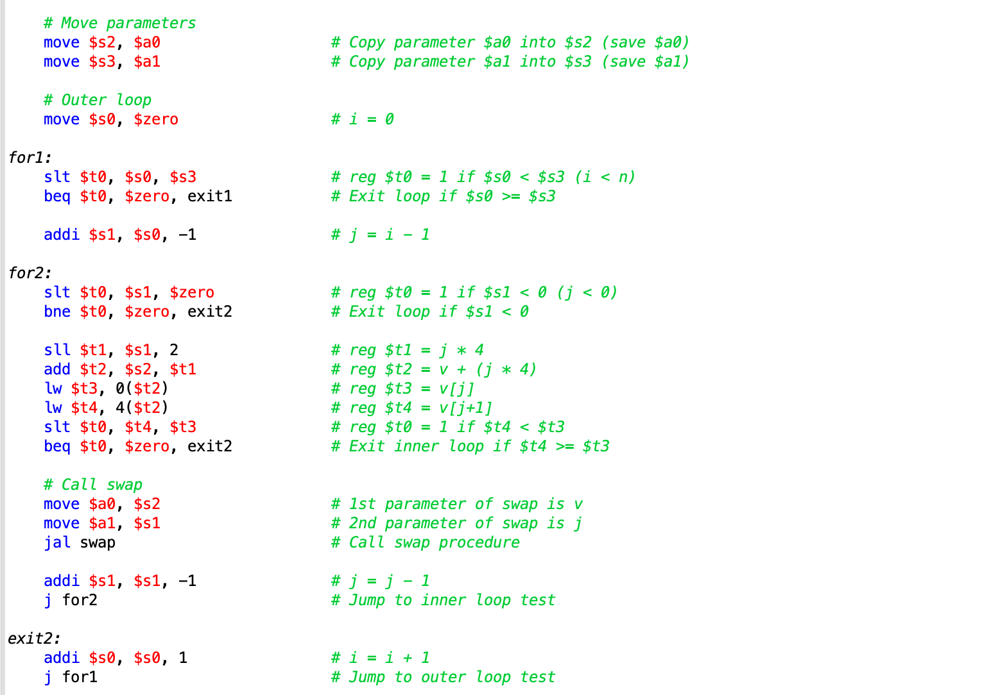 # Move parameters
move $s2, $a0 # Copy parameter $a0 into $s2 (save $a0)
move $s3, $a1 # Copy parameter $a1 into $s3 (save $a1)
# Outer loop
move $s0, $zero # i = 0
for1:
slt $t0, $s0, $s3 # reg $t0 = 1 if $s0 < $s3 (i < n)
beq $t0, $zero, exit1 # Exit loop if $s0 >= $s3
addi $s1, $s0, −1 # j = i − 1
for2:
slt $t0, $s1, $zero # reg $t0 = 1 if $s1 < 0 (j < 0)
bne $t0, $zero, exit2 # Exit loop if $s1 < 0
sll $t1, $s1, 2 # reg $t1 = j * 4
add $t2, $s2, $t1 # reg $t2 = v + (j * 4)
lw $t3, 0($t2) # reg $t3 = v[j]
lw $t4, 4($t2) # reg $t4 = v[j+1]
slt $t0, $t4, $t3 # reg $t0 = 1 if $t4 < $t3
beq $t0, $zero, exit2 # Exit inner loop if $t4 >= $t3
# Call swap
move $a0, $s2 # 1st parameter of swap is v
move $a1, $s1 # 2nd parameter of swap is j
jal swap # Call swap procedure
addi $s1, $s1, −1 # j = j − 1
j for2 # Jump to inner loop test
exit2:
addi $s0, $s0, 1 # i = i + 1
j for1 # Jump to outer loop test